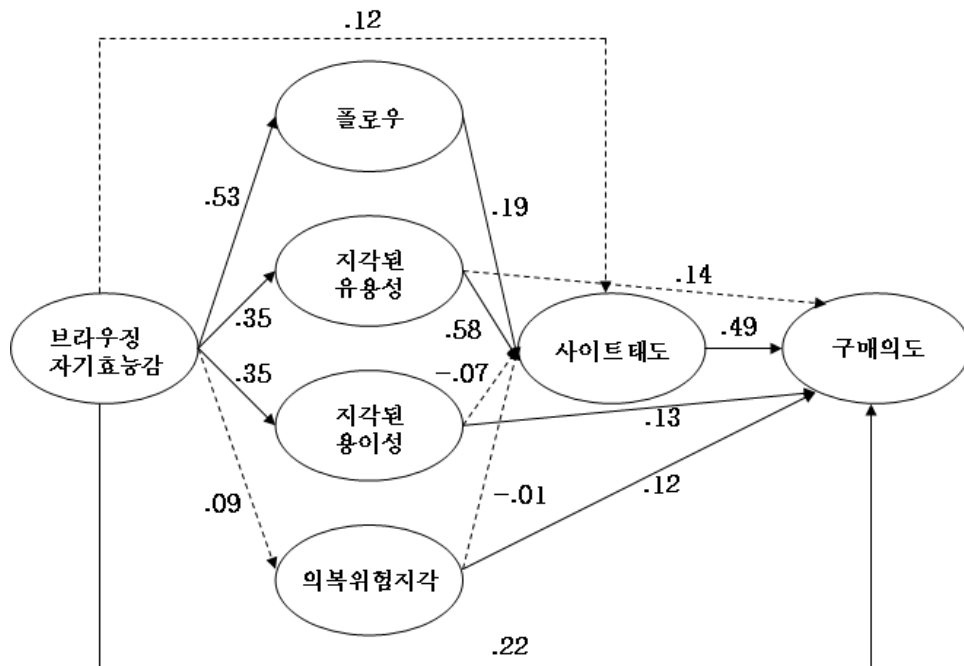 .12
플로우
.53
.19
지각된
유용성
.14
.35
.58
브라우징
자기효능감
사이트태도
.49
구매의도
.35
-.07
지각된
용이성
.13
.09
-.01
.12
의복위험지각
.22